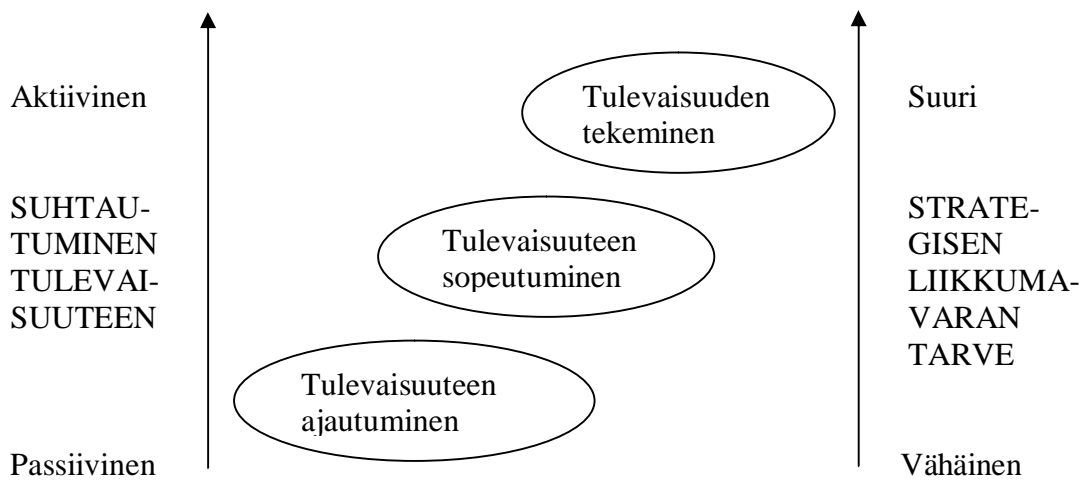 Aktiivinen
Tulevaisuuden
tekeminen
Suuri
SUHTAU-
TUMINEN
TULEVAI-
SUUTEEN
Tulevaisuuteen
sopeutuminen
STRATE-
GISEN
LIIKKUMA-
VARAN
TARVE
Tulevaisuuteen
ajautuminen
Passiivinen
Vähäinen